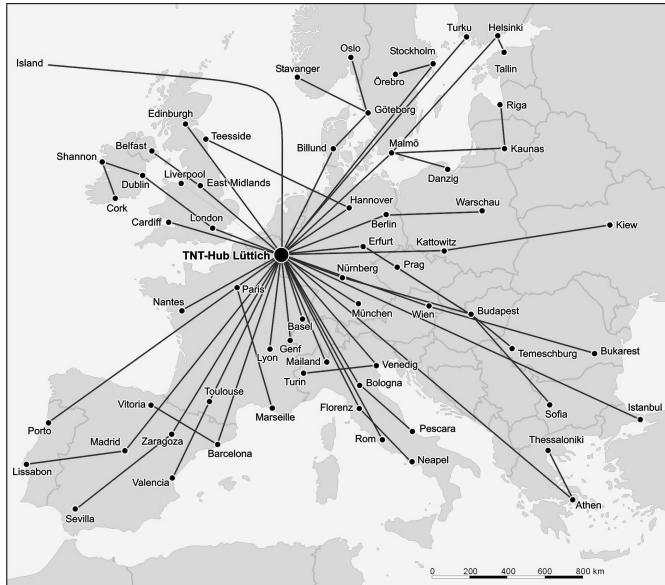 Turku
Helsinki
Oslo
Stockholm
Island
Stavanger
Örebro
Tallin
Edinburgh
Göteborg
Riga
Teesside
Belfast
Billund
Malmö
Kaunas
Shannon
Liverpool
Danzig
Dublin
East Midlands
Cork
Hannover
Warschau
London
Berlin
Cardiff
Kiew
Erfurt
Kattowitz
TNT-Hub Lüttich
Prag
Nürnberg
Paris
Nantes
München
Wien
Budapest
Basel
Lyon
Genf
Mailand
Temeschburg
Bukarest
Venedig
Turin
Bologna
Toulouse
Vitoria
Marseille
Florenz
Sofia
Istanbul
Porto
Pescara
Madrid
Zaragoza
Rom
Thessaloniki
Barcelona
Neapel
Lissabon
Valencia
Athen
Sevilla
0 200 400 600 800 km